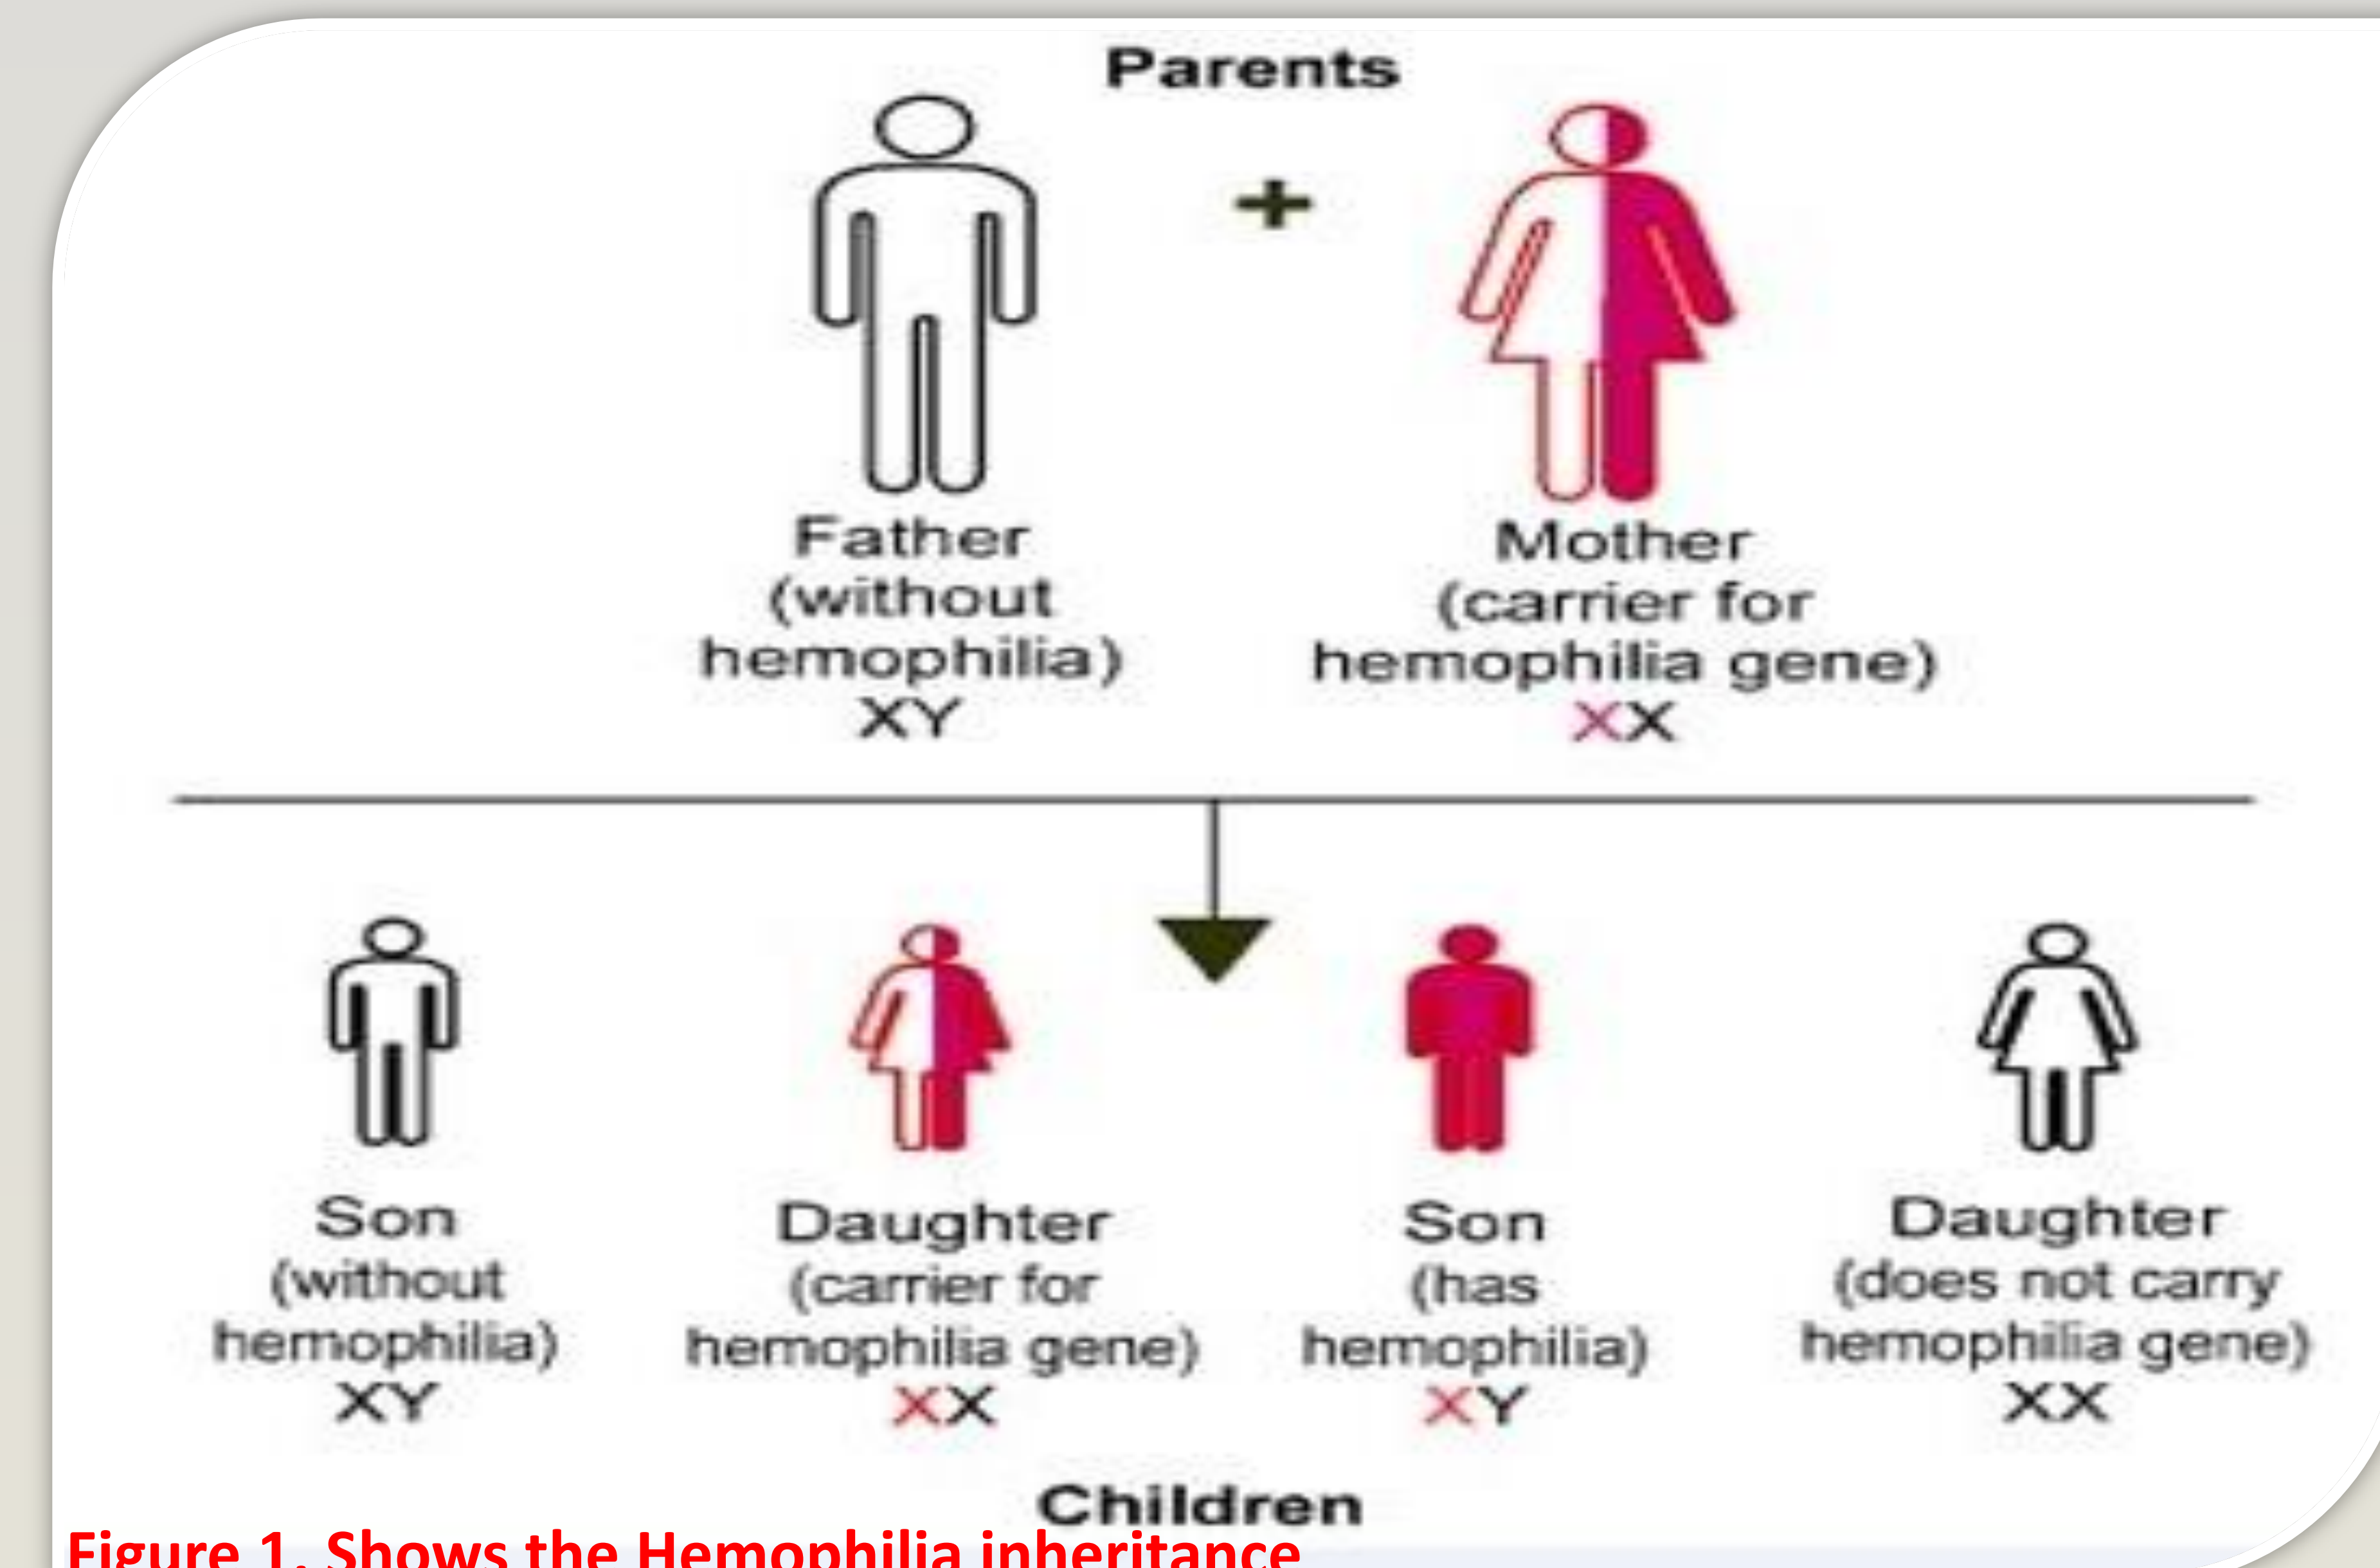 Parents
+
Father
(without
hemophilia)
XY
Mother
(carrier for
hemophilia gene)
XX
Son
(without
hemophilia)
XY
Daughter
(carrier for
hemophilia gene)
XX
Son
(has
hemophilia)
XY
Daughter
(does not carry
hemophilia gene)
XX
Children
Figure 1. Shows the Hemophilia inheritance